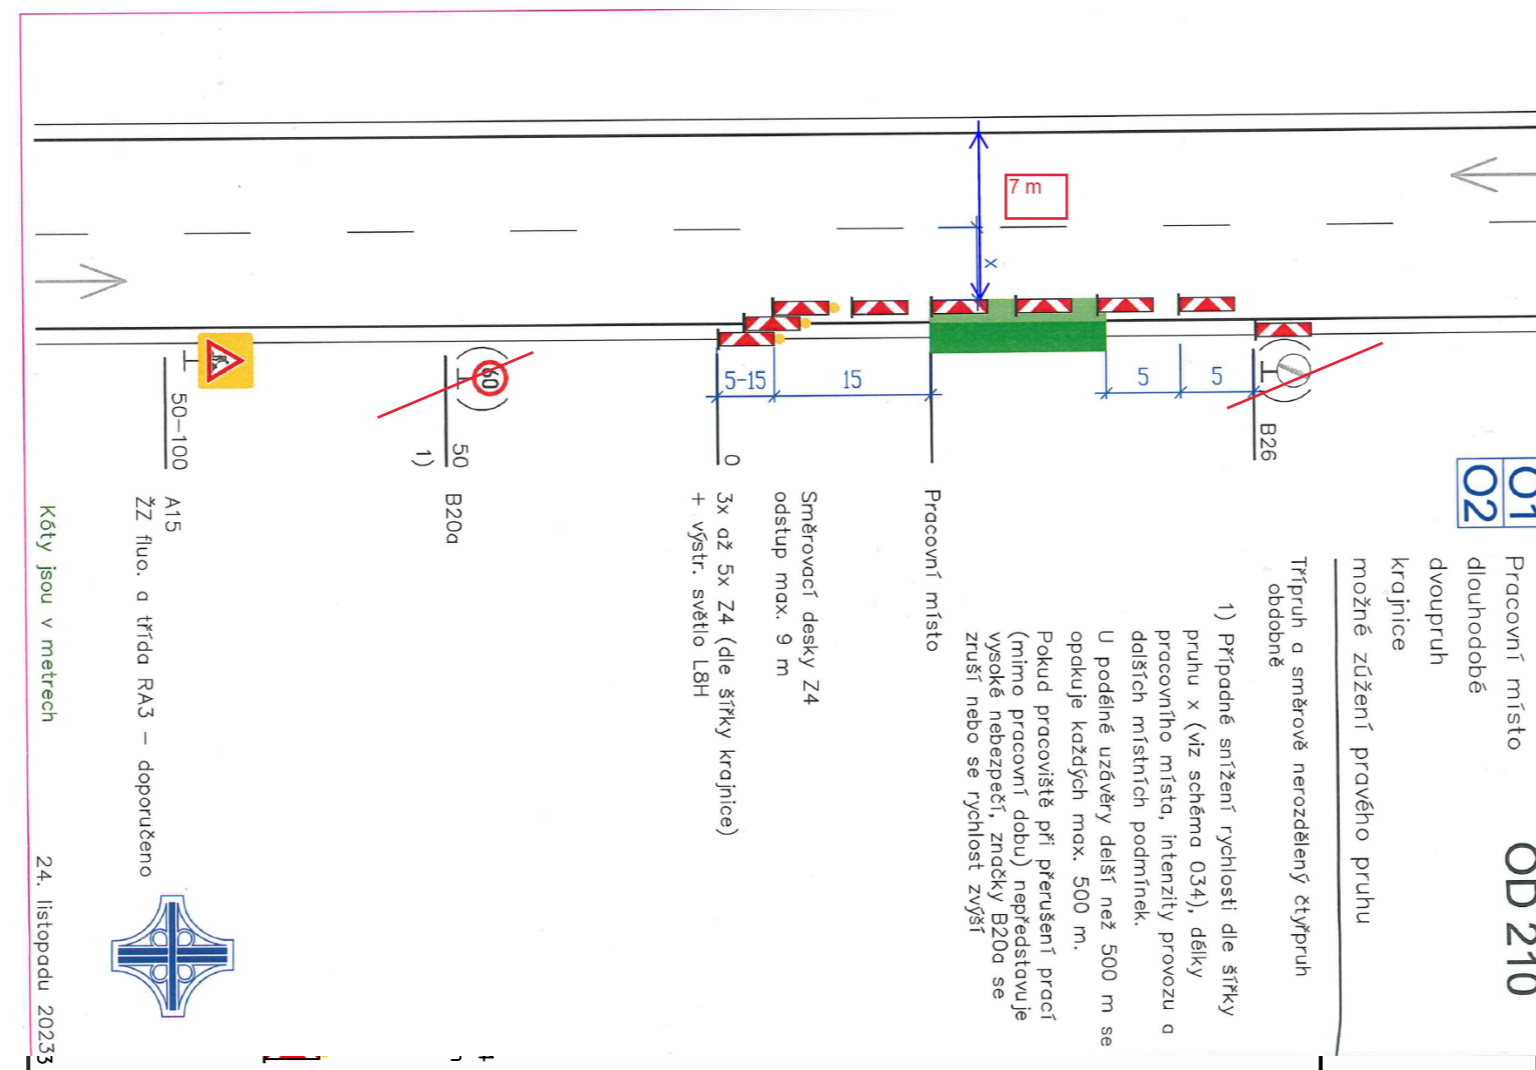 O1
O2
OD 210
Pracovní místo
dlouhodobé
dvoupruh
krajnice
možné zúžení pravého pruhu
Třípruh a směrově nerozdělený čtyřpruh
obdobně
1) Případné snížení rychlosti dle šířky
pruhu x (viz schéma 034), délky
pracovního místa, intenzity provozu a
dalších místních podmínek.
U podélné uzávěry delší než 500 m se
opakuje každých max. 500 m.
Pokud pracoviště při přerušení prací
(mimo pracovní dobu) nepředstavuje
vysoké nebezpečí, značky B20a se
zruší nebo se rychlost zvýší
7 m
x
B26
5
5
15
5-15
Pracovní místo
Směrovací desky Z4
odstup max. 9 m
0
3x až 5x Z4 (dle šířky krajnice)
+ výstr. světlo L8H
60
50
1)
B20a
50-100
A15
ŽZ fluo. a třída RA3 - doporučeno
Kóty jsou v metrech
24. listopadu 2023